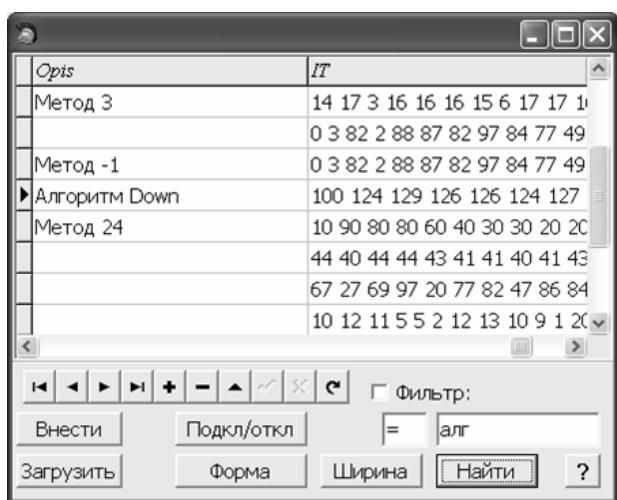 Opis IT
Метод 3 14 17 3 16 16 16 15 6 17 17
0 3 82 2 88 87 82 97 84 77 49
Метод -1 0 3 82 2 88 87 82 97 84 77 49
Алгоритм Down 100 124 129 126 126 124 127
Метод 24 10 90 80 80 60 40 30 30 20
44 40 44 44 43 41 41 40 41 43
67 27 69 97 20 77 82 47 86 84
10 12 11 5 5 2 12 13 10 9 1
Фильтр:
Внести Подкл/откл = алг
Загрузить Форма Ширина Найти ?